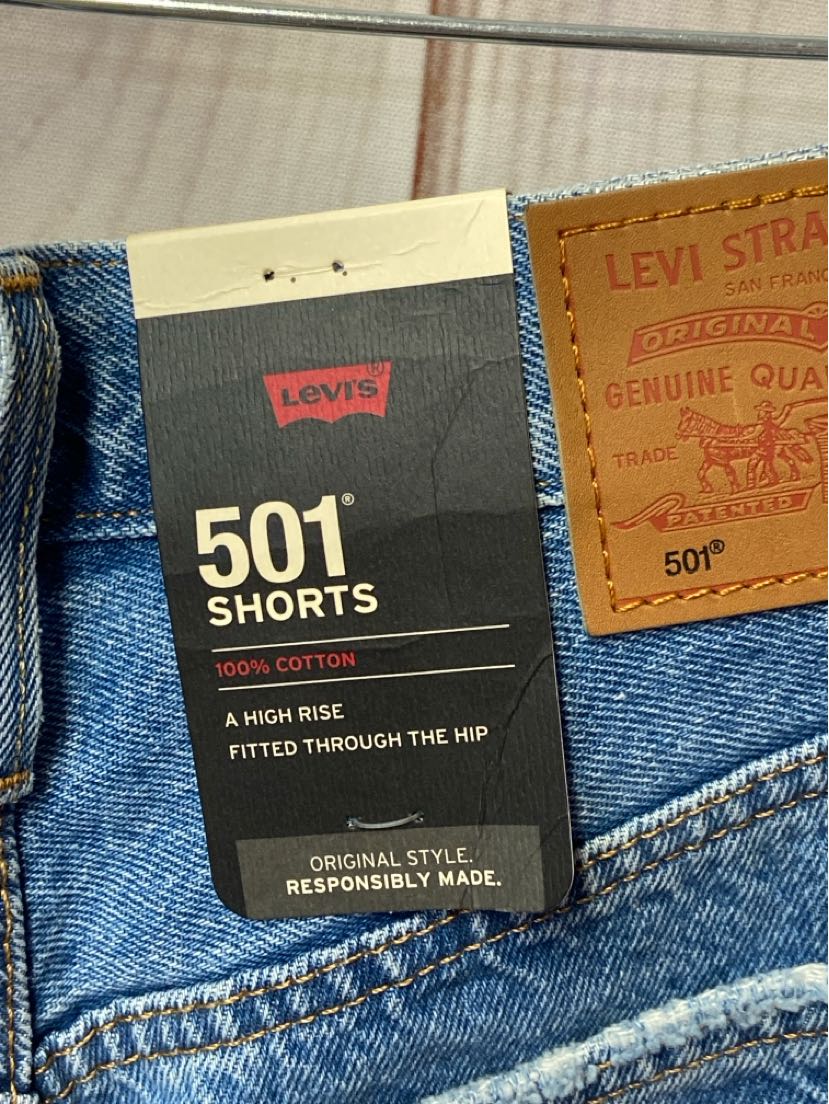 Levi's®
501®
SHORTS
100% COTTON
A HIGH RISE
FITTED THROUGH THE HIP
ORIGINAL STYLE.
RESPONSIBLY MADE.
LEVI STRA
SAN FRANC
ORIGINAL
GENUINE QUA
TRADE
PATENTED
501®